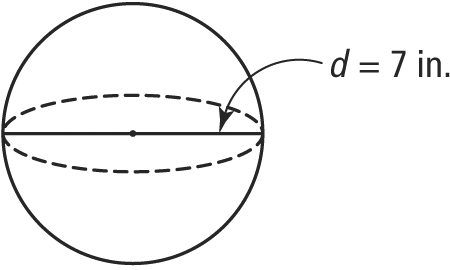 d = 7 in.